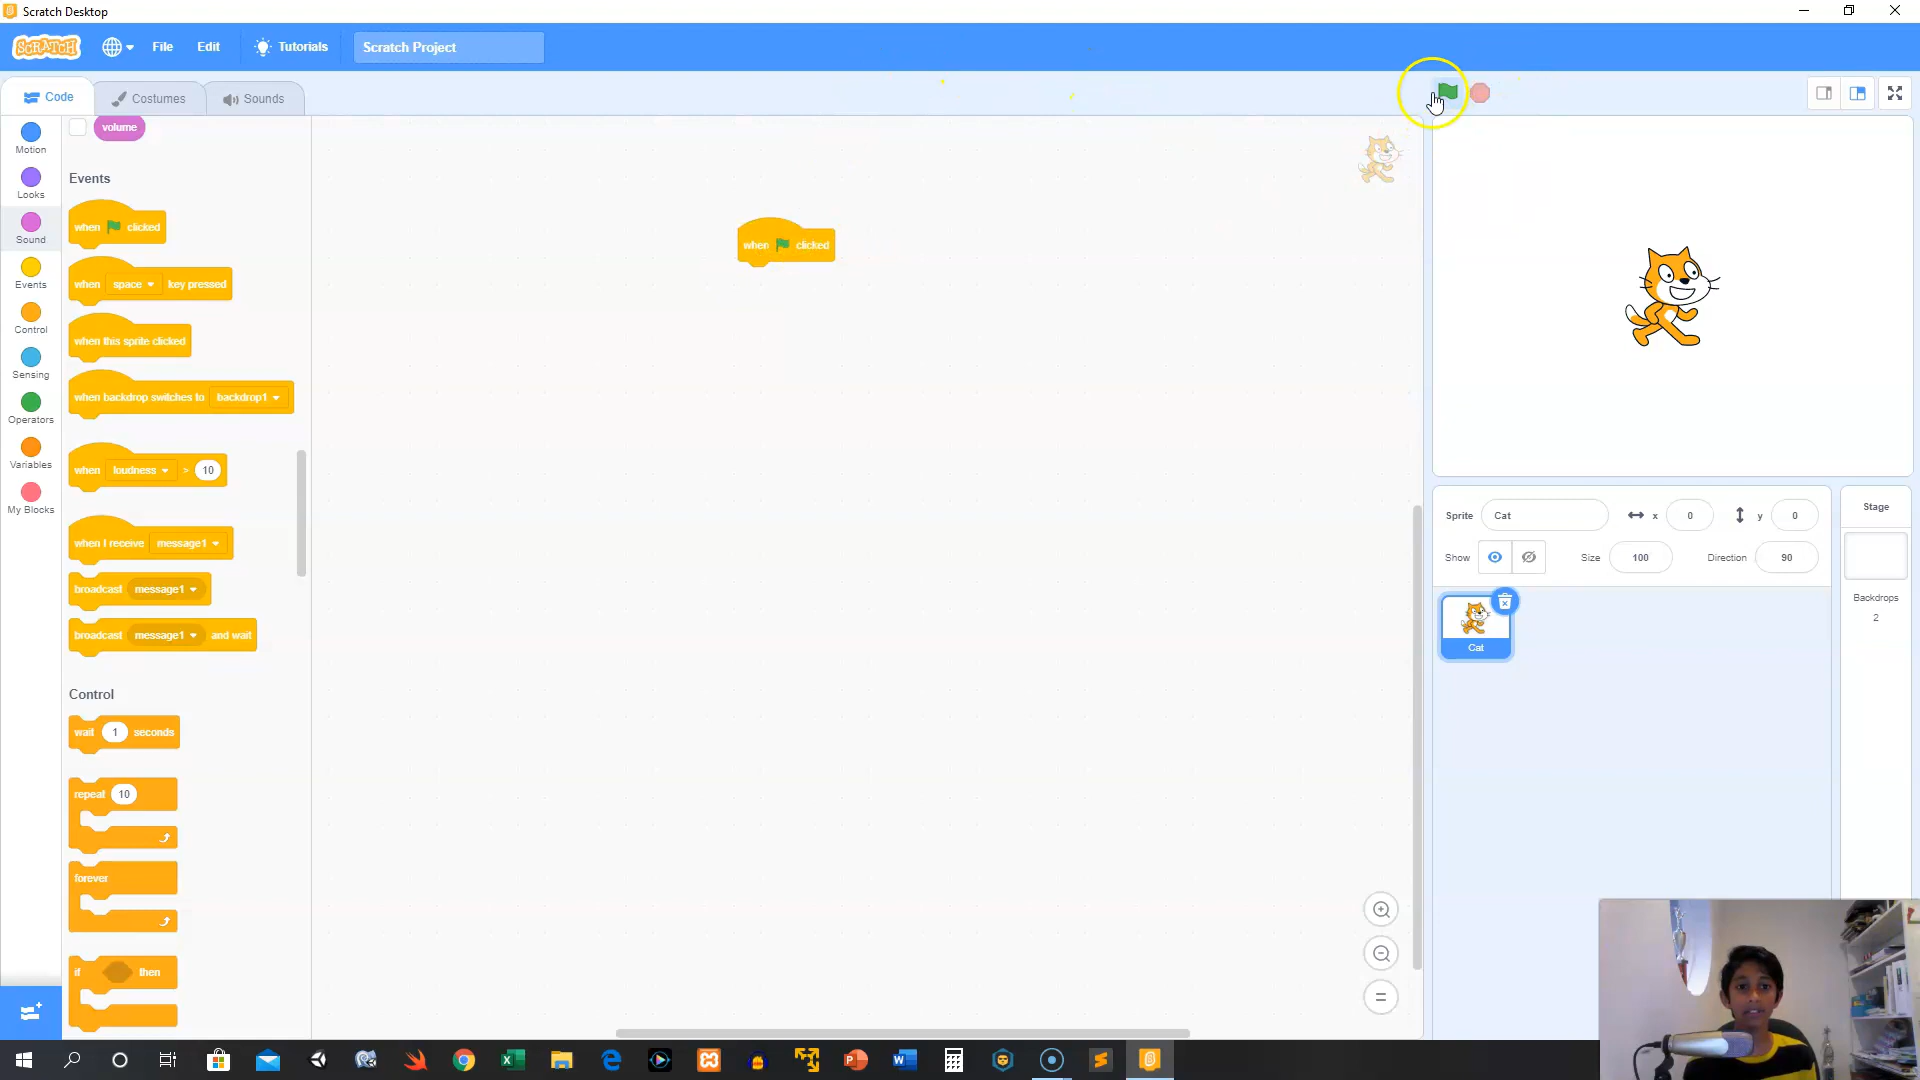 Scratch Desktop
SCRATCH File Edit Tutorials Scratch Project
Code Costumes Sounds
volume
Motion
Looks
Sound
Events
Control
Sensing
Operators
Variables
My Blocks
Events
when clicked
when space key pressed
when this sprite clicked
when backdrop switches to backdrop1
when loudness > 10
when I receive message1
broadcast message1
broadcast message1 and wait
Control
wait 1 seconds
repeat 10
forever
if then
when clicked
Sprite Cat x 0 y 0
Show Size 100 Direction 90
Cat
Stage
Backdrops
2